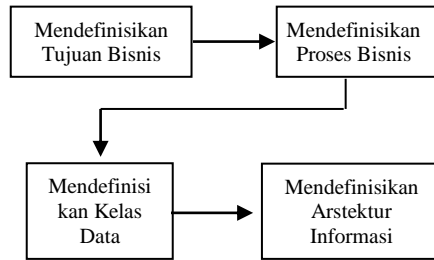 Mendefinisikan
Tujuan Bisnis
Mendefinisikan
Proses Bisnis
Mendefinisi
kan Kelas
Data
Mendefinisikan
Arstektur
Informasi